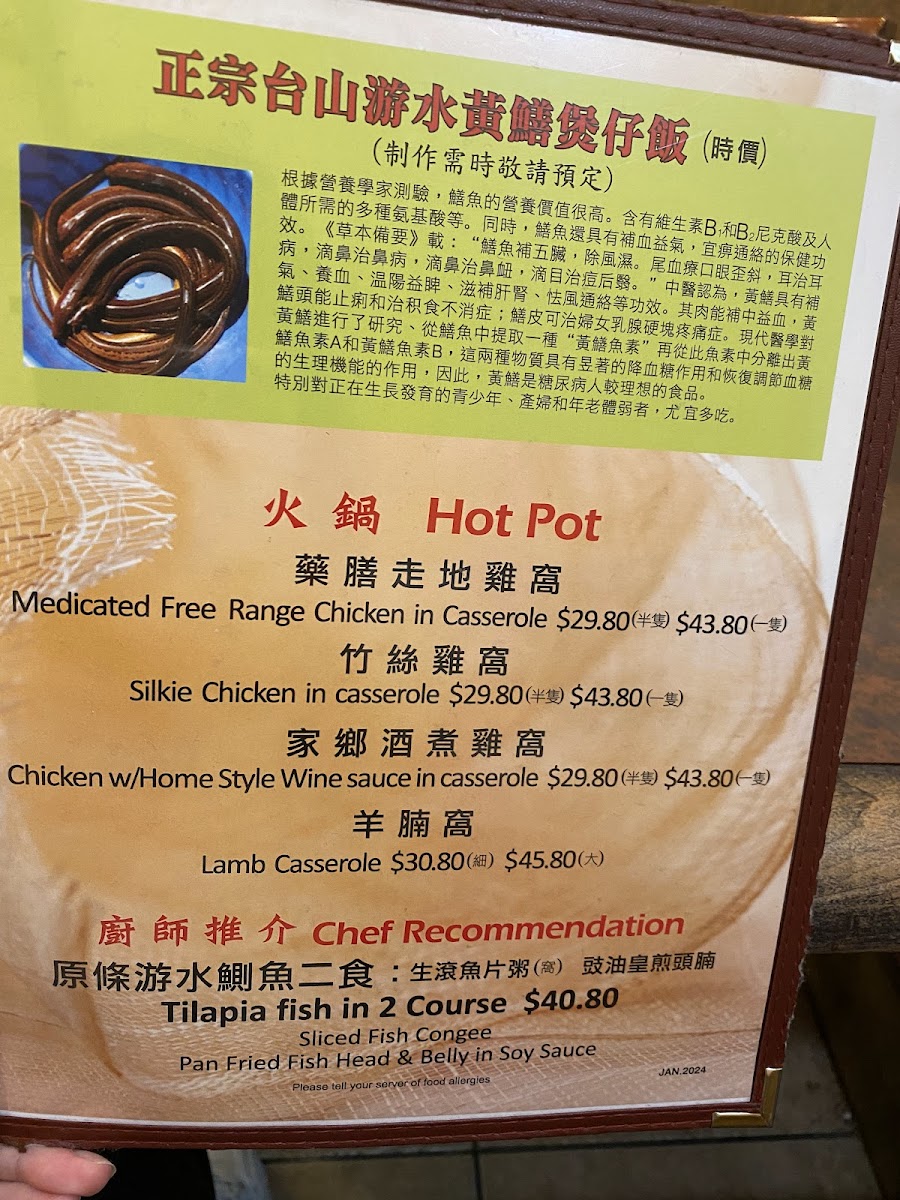 正宗台山游水黃鱔煲仔飯(時價)
(制作需時敬請預定)
根據營養學家測驗，鱔魚的營養價值很高。含有維生素B₁和B₂尼克酸及人
體所需的多種氨基酸等。同時，鱔魚還具有補血益氣，宜痹通絡的保健功
效。《草本備要》載：“鱔魚補五臟，除風濕。尾血療口眼歪斜，耳治耳
病，滴鼻治鼻病，滴鼻治鼻衄，滴目治痘后翳。”中醫認為，黃鱔具有補
氣、養血、温陽益睥、滋補肝腎、怯風通絡等功效。其肉能補中益血，黃
鱔頭能止痢和治積食不消症；鱔皮可治婦女乳腺硬塊疼痛症。現代醫學對
黃鱔進行了研究、從鱔魚中提取一種“黃鱔魚素”再從此魚素中分離出黃
鱔魚素A和黃鱔魚素B，這兩種物質具有昱著的降血糖作用和恢復調節血糖
的生理機能的作用，因此，黃鱔是糖尿病人較理想的食品。
特別對正在生長發育的青少年、產婦和年老體弱者，尤宜多吃。
火鍋 Hot Pot
藥膳走地雞窩
Medicated Free Range Chicken in Casserole $29.80(半隻) $43.80(一隻)
竹絲雞窩
Silkie Chicken in casserole $29.80(半隻) $43.80(一隻)
家鄉酒煮雞窩
Chicken w/Home Style Wine sauce in casserole $29.80(半隻) $43.80(一隻)
羊腩窩
Lamb Casserole $30.80(細) $45.80(大)
廚師推介 Chef Recommendation
原條游水鰂魚二食：生滾魚片粥(窩) 豉油皇煎頭腩
Tilapia fish in 2 Course $40.80
Sliced Fish Congee
Pan Fried Fish Head & Belly in Soy Sauce
Please tell your server of food allergies
JAN.2024